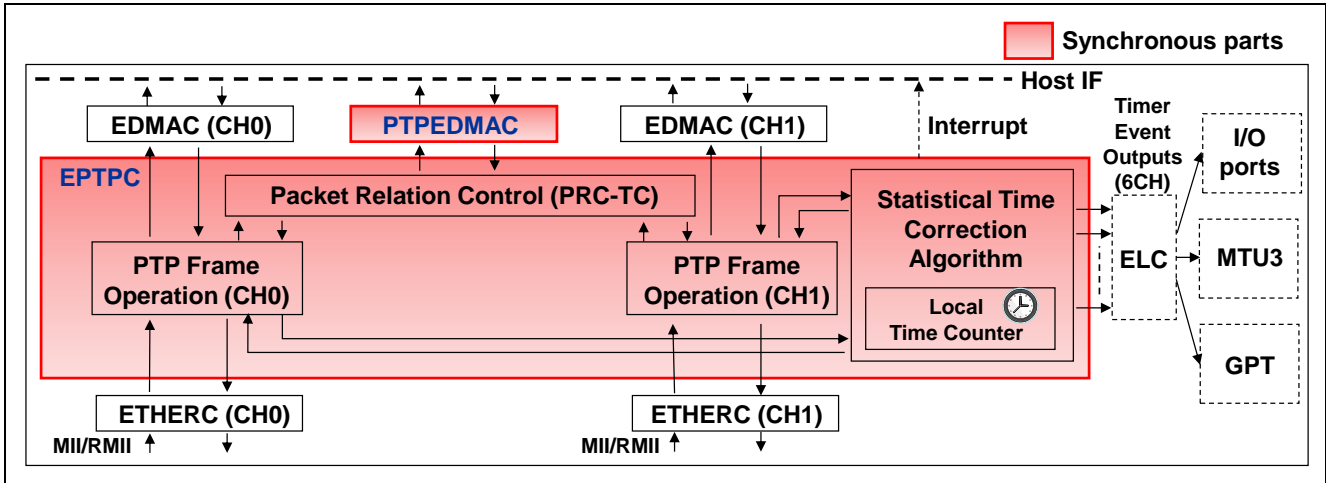 Synchronous parts
Host IF
EDMAC (CH0)
PTPEDMAC
EDMAC (CH1)
Interrupt
Timer
Event
Outputs
(6CH)
I/O
ports
EPTPC
Packet Relation Control (PRC-TC)
Statistical Time
Correction
Algorithm
PTP Frame
Operation (CH0)
PTP Frame
Operation (CH1)
ELC
MTU3
Local
Time Counter
GPT
ETHERC (CH0)
ETHERC (CH1)
MII/RMII
MII/RMII